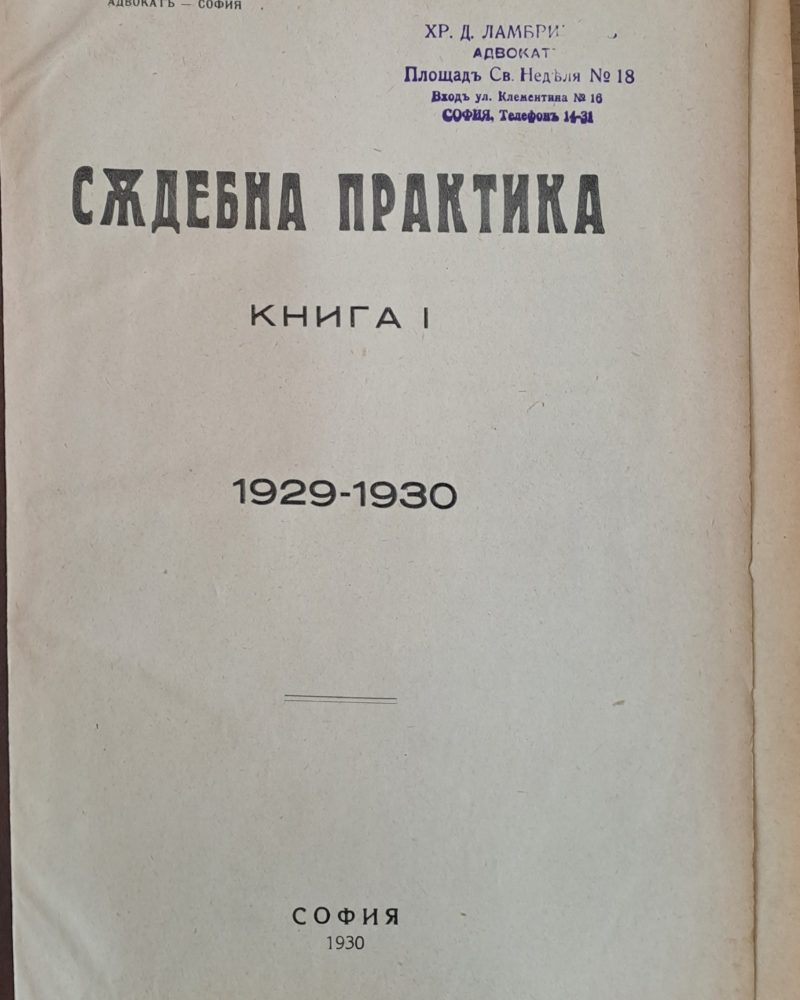 АДВОКАТЪ — СОФИЯ
ХР. Д.
АДВОКАТ
Площадъ Св. Недѣля № 18
Входъ ул. Клементина № 16
СОФИЯ, Телефонъ 14-31
СѪДЕБНА ПРАКТИКА
КНИГА I
1929-1930
СОФИЯ
1930